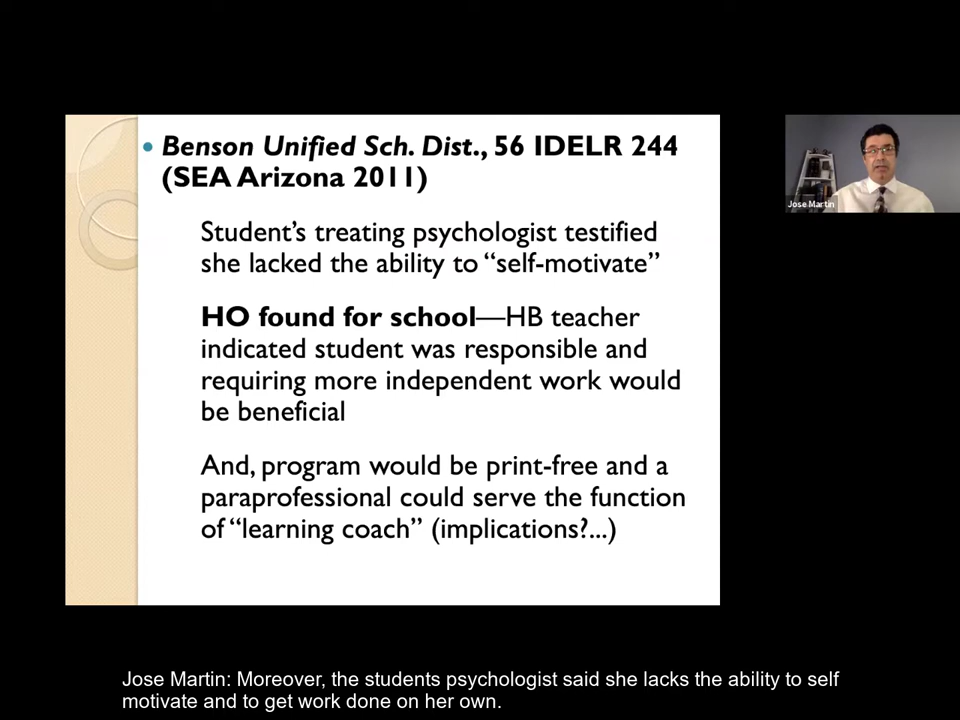 • Benson Unified Sch. Dist., 56 IDELR 244
(SEA Arizona 2011)
Student's treating psychologist testified
she lacked the ability to “self-motivate”
HO found for school—HB teacher
indicated student was responsible and
requiring more independent work would
be beneficial
And, program would be print-free and a
paraprofessional could serve the function
of “learning coach” (implications?...)
Jose Martin
Jose Martin: Moreover, the students psychologist said she lacks the ability to self
motivate and to get work done on her own.